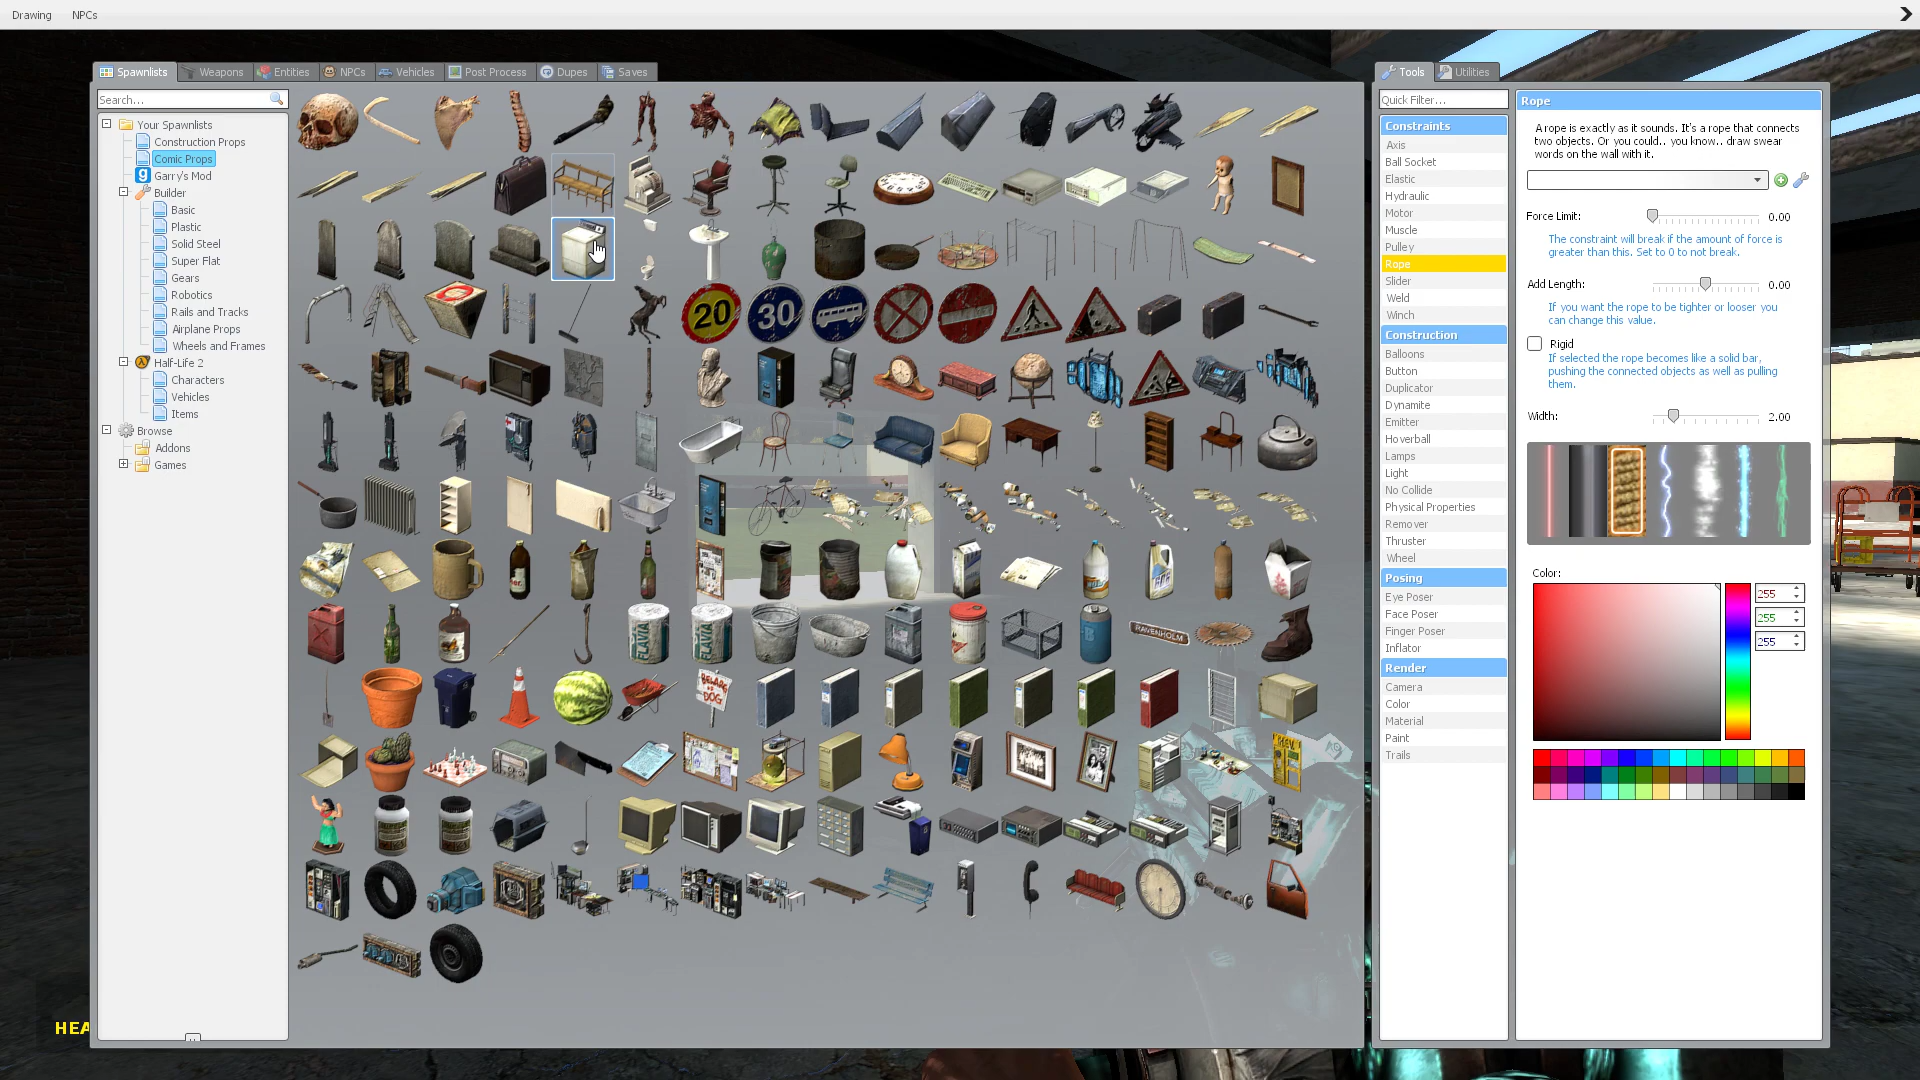 Drawing NPCs
Spawnlists Weapons Entities NPCs Vehicles Post Process Dupes Saves
Tools Utilities
Search...
Your Spawnlists
Construction Props
Comic Props
Garry's Mod
Builder
Basic
Plastic
Solid Steel
Super Flat
Gears
Robotics
Rails and Tracks
Airplane Props
Wheels and Frames
Half-Life 2
Characters
Vehicles
Items
Browse
Addons
Games
20
30
RAVENHOLM
BEWARE OF DOG
HEA
Quick Filter...
Constraints
Axis
Ball Socket
Elastic
Hydraulic
Motor
Muscle
Pulley
Rope
Slider
Weld
Winch
Construction
Balloons
Button
Duplicator
Dynamite
Emitter
Hoverball
Lamps
Light
No Collide
Physical Properties
Remover
Thruster
Wheel
Posing
Eye Poser
Face Poser
Finger Poser
Inflator
Render
Camera
Color
Material
Paint
Trails
Rope
A rope is exactly as it sounds. It's a rope that connects
two objects. Or you could.. you know.. draw swear
words on the wall with it.
Force Limit: 0.00
The constraint will break if the amount of force is
greater than this. Set to 0 to not break.
Add Length: 0.00
If you want the rope to be tighter or looser you
can change this value.
Rigid
If selected the rope becomes like a solid bar,
pushing the connected objects as well as pulling
them.
Width: 2.00
Color:
255
255
255